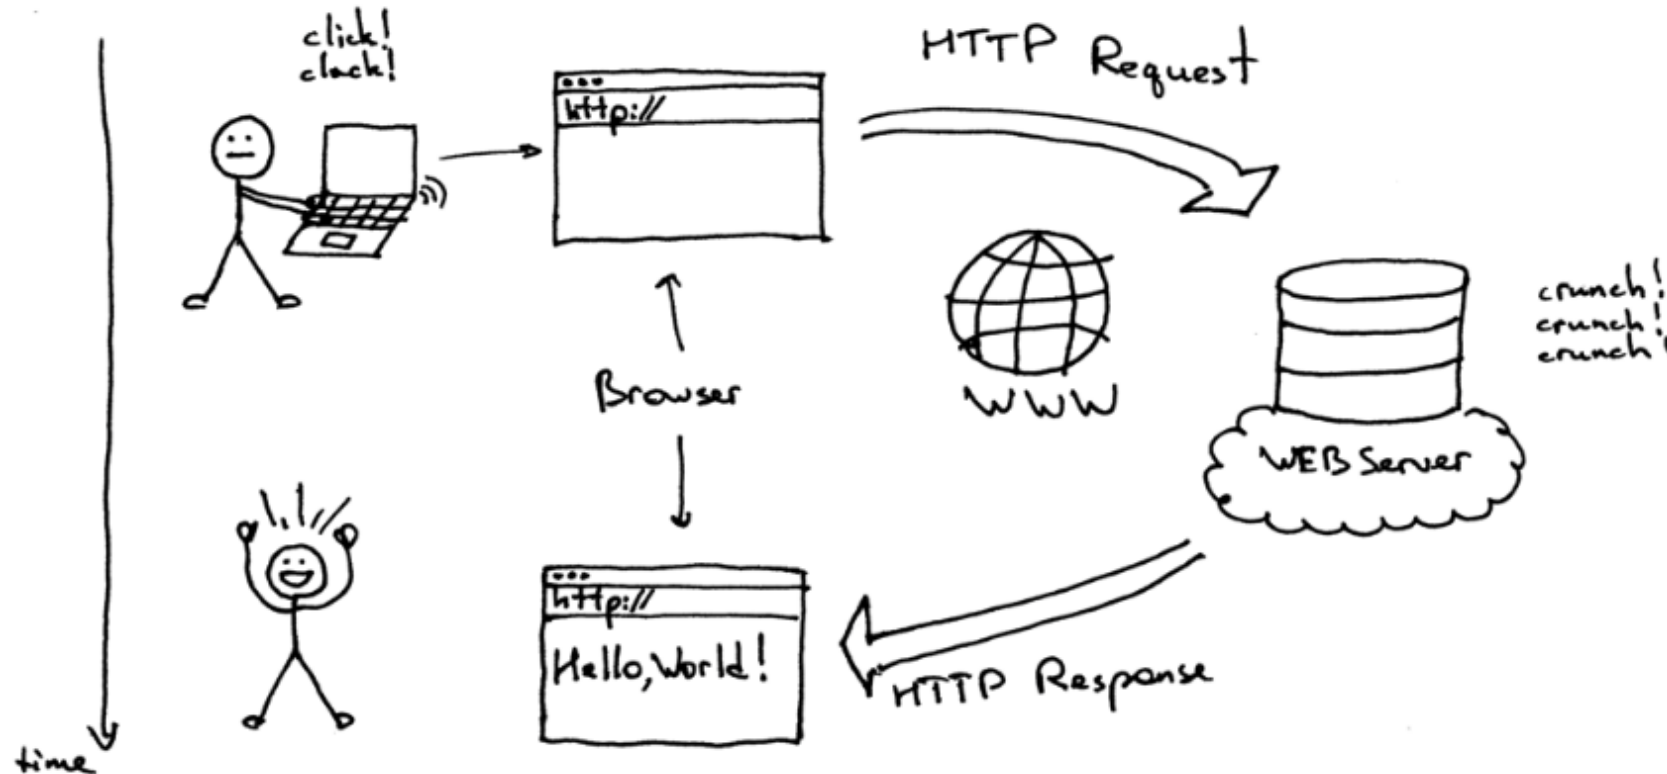 click!
clack!
HTTP Request
http://
crunch!
crunch!
crunch!
Browser
WWW
WEB Server
http://
Hello, World!
HTTP Response
time